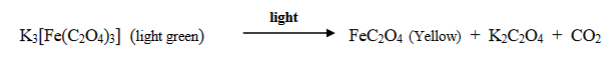 light
K₃[Fe(C₂O₄)₃] (light green) ⟶ FeC₂O₄ (Yellow) + K₂C₂O₄ + CO₂